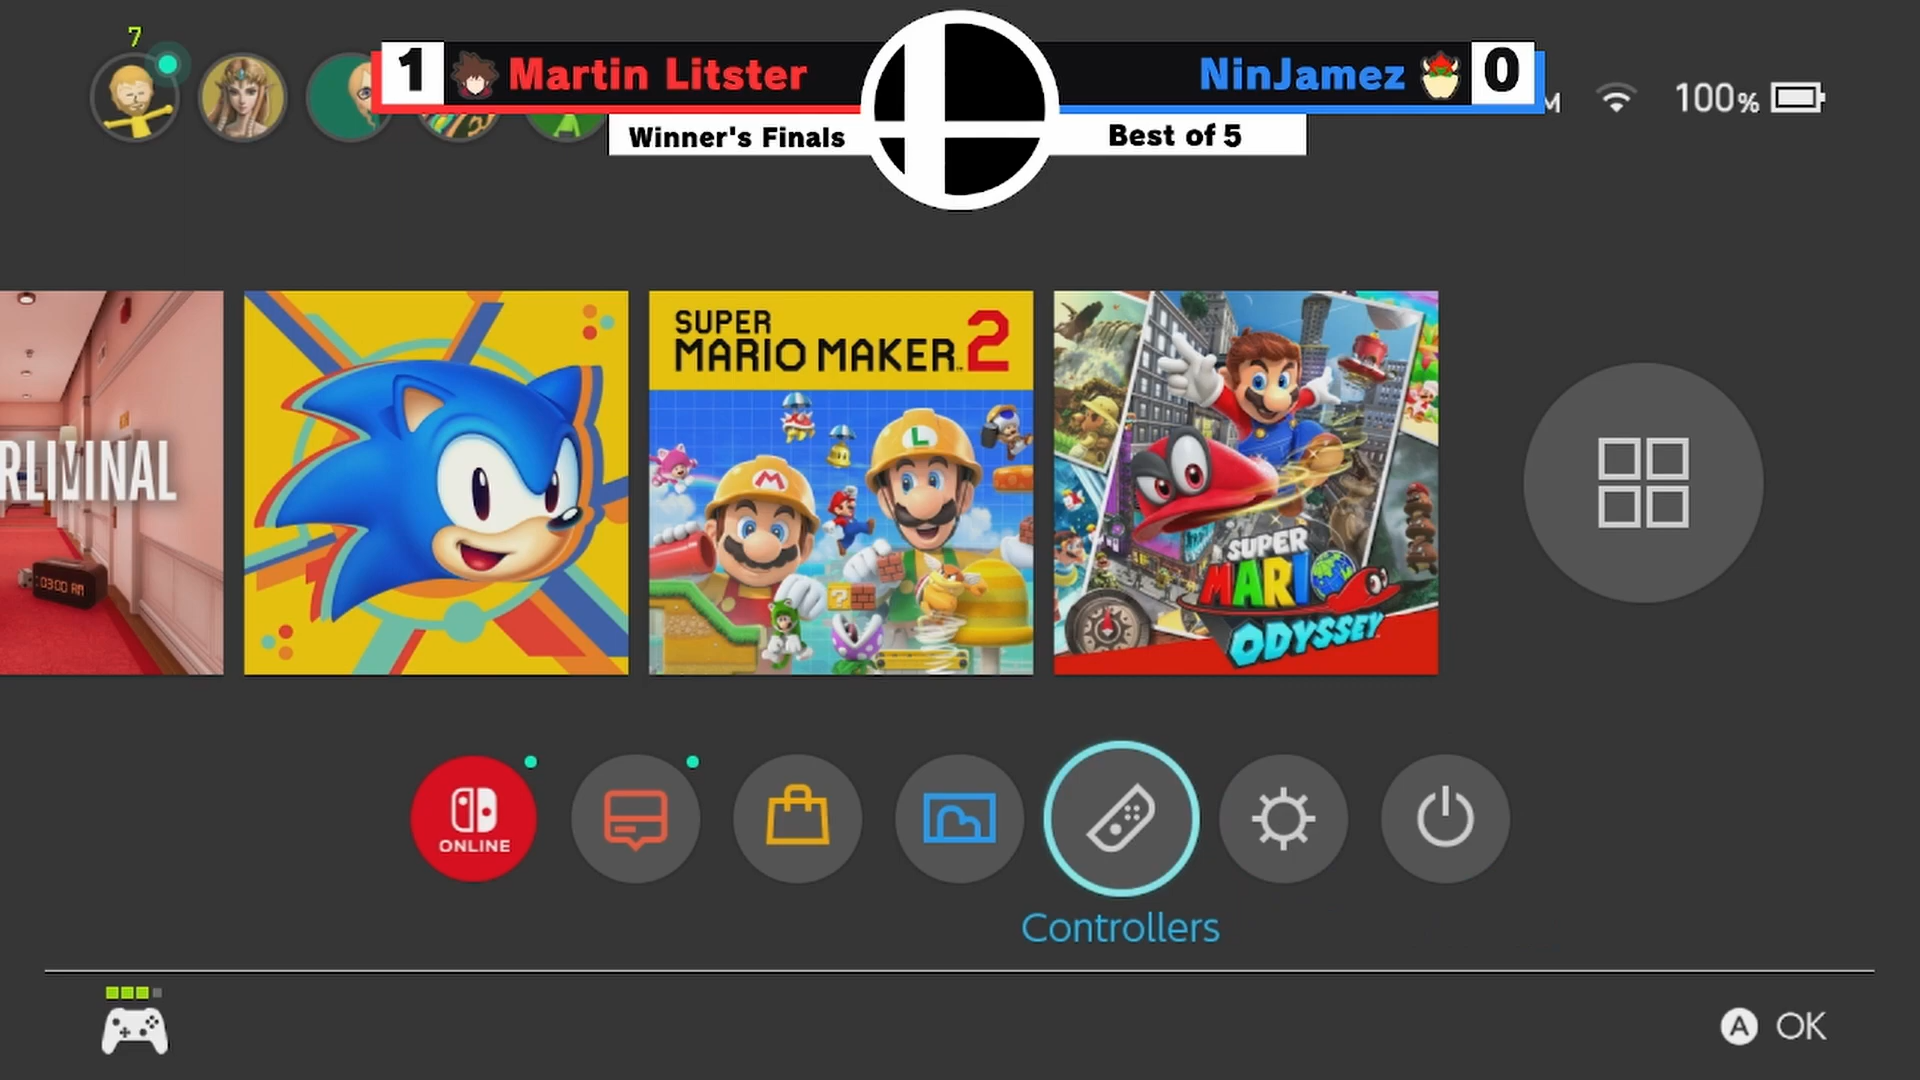 7
1 Martin Litster
NinJamez 0
Winner's Finals
Best of 5
M
100%
RLIMINAL
03:00 AM
SUPER
MARIO MAKER 2
™
M
L
SUPER
MARIO
ODYSSEY
ONLINE
Controllers
A OK